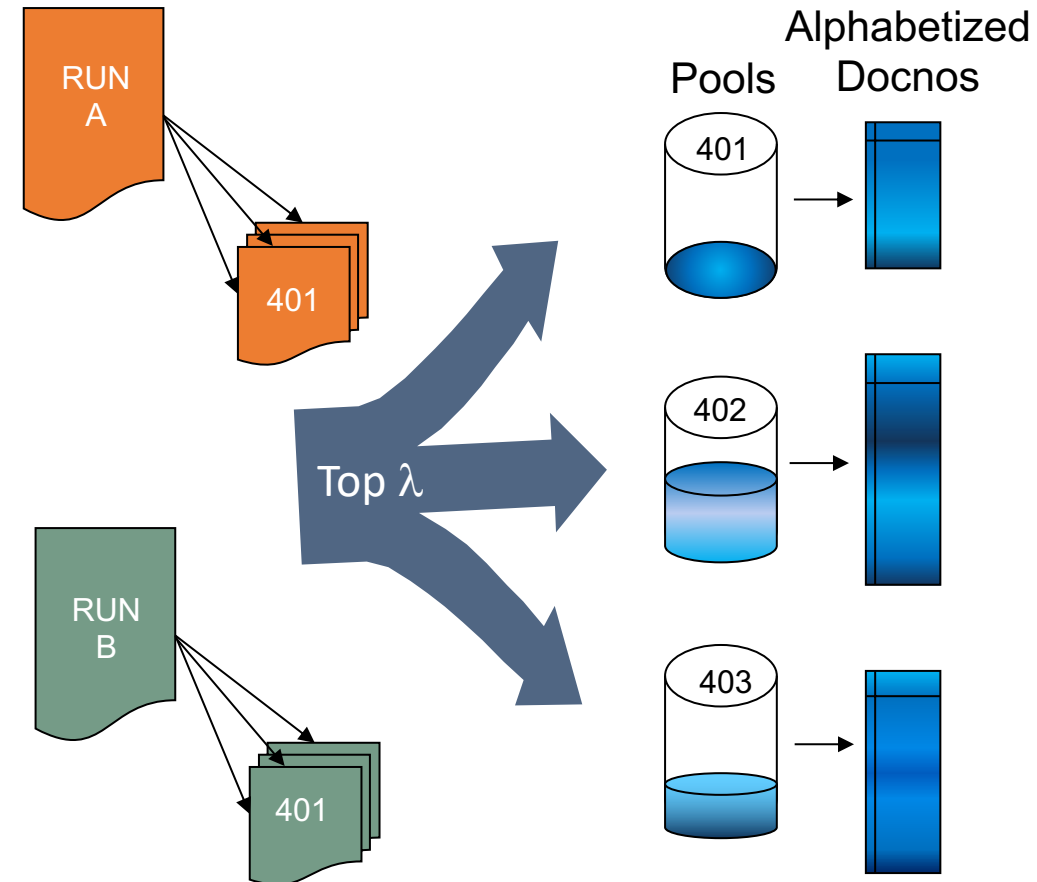 RUN
A
401
RUN
B
401
Top λ
Pools
Alphabetized
Docnos
401
402
403